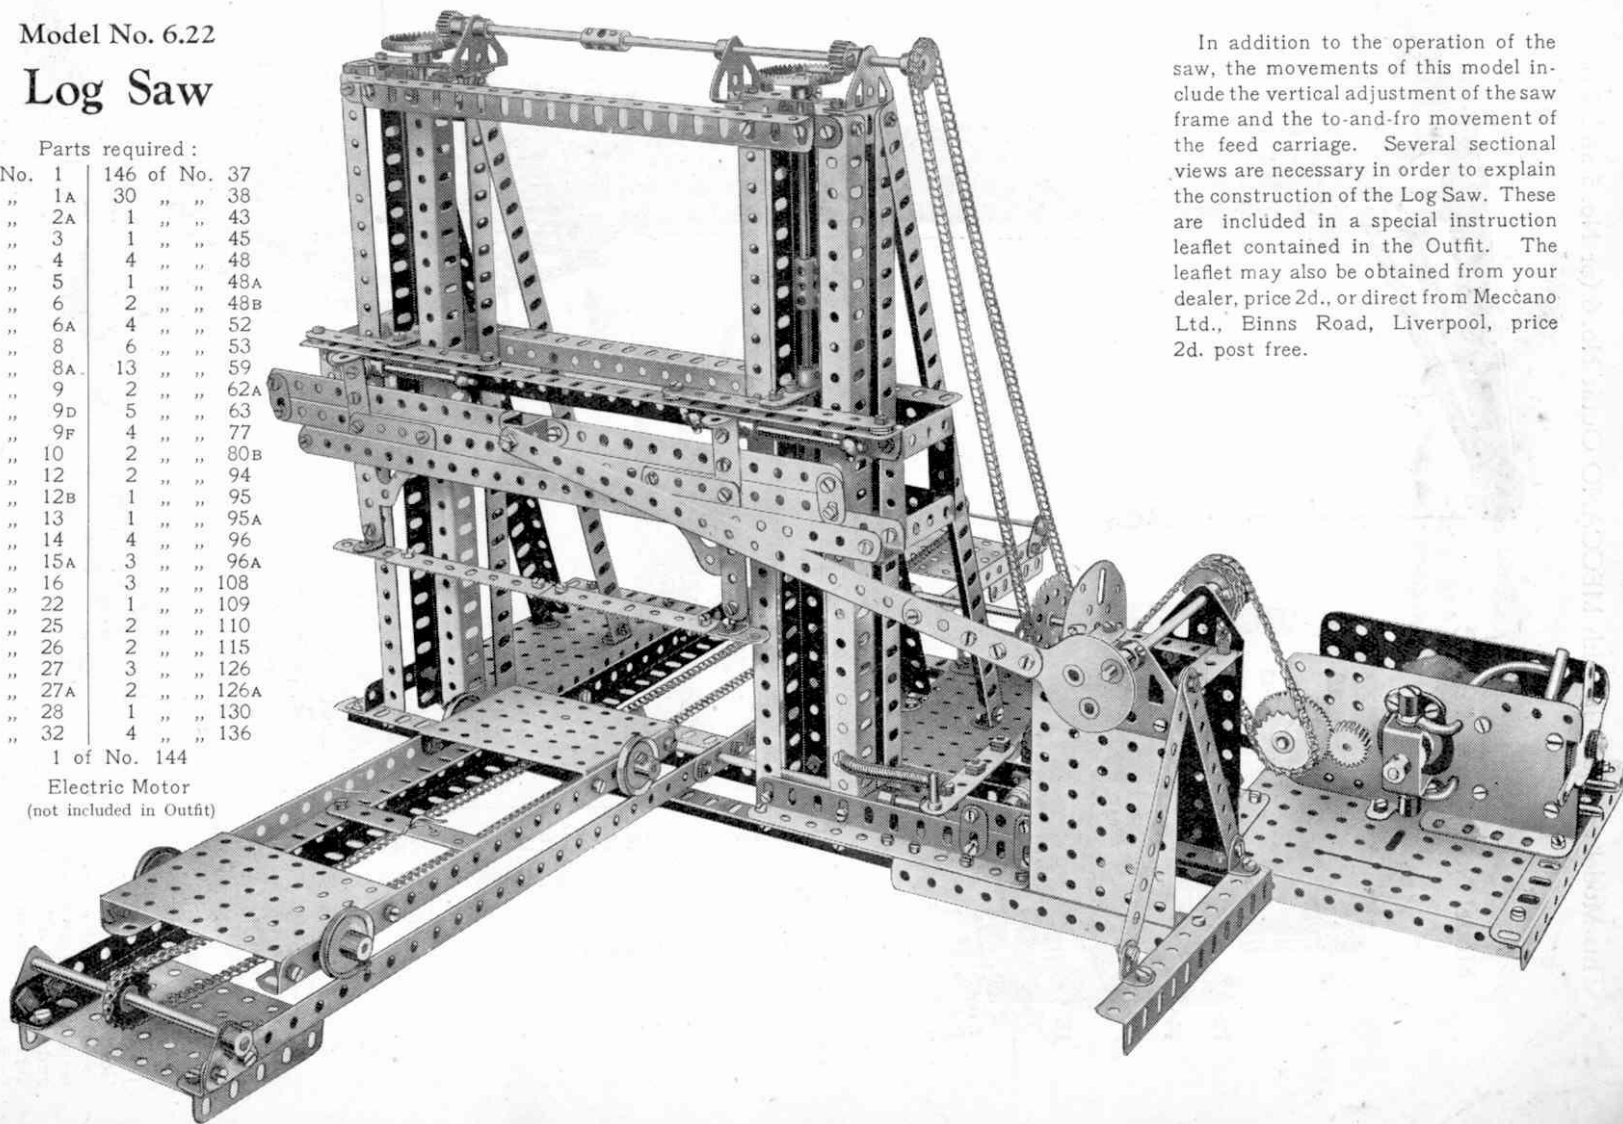 Model No. 6.22
Log Saw
Parts required :
No. 1 146 of No. 37
„ 1A 30 „ „ 38
„ 2A 1 „ „ 43
„ 3 1 „ „ 45
„ 4 4 „ „ 48
„ 5 1 „ „ 48A
„ 6 2 „ „ 48B
„ 6A 4 „ „ 52
„ 8 6 „ „ 53
„ 8A 13 „ „ 59
„ 9 2 „ „ 62A
„ 9D 5 „ „ 63
„ 9F 4 „ „ 77
„ 10 2 „ „ 80B
„ 12 2 „ „ 94
„ 12B 1 „ „ 95
„ 13 1 „ „ 95A
„ 14 4 „ „ 96
„ 15A 3 „ „ 96A
„ 16 3 „ „ 108
„ 22 1 „ „ 109
„ 25 2 „ „ 110
„ 26 2 „ „ 115
„ 27 3 „ „ 126
„ 27A 2 „ „ 126A
„ 28 1 „ „ 130
„ 32 4 „ „ 136
1 of No. 144
Electric Motor
(not included in Outfit)
In addition to the operation of the
saw, the movements of this model in-
clude the vertical adjustment of the saw
frame and the to-and-fro movement of
the feed carriage. Several sectional
views are necessary in order to explain
the construction of the Log Saw. These
are included in a special instruction
leaflet contained in the Outfit. The
leaflet may also be obtained from your
dealer, price 2d., or direct from Meccano
Ltd., Binns Road, Liverpool, price
2d. post free.